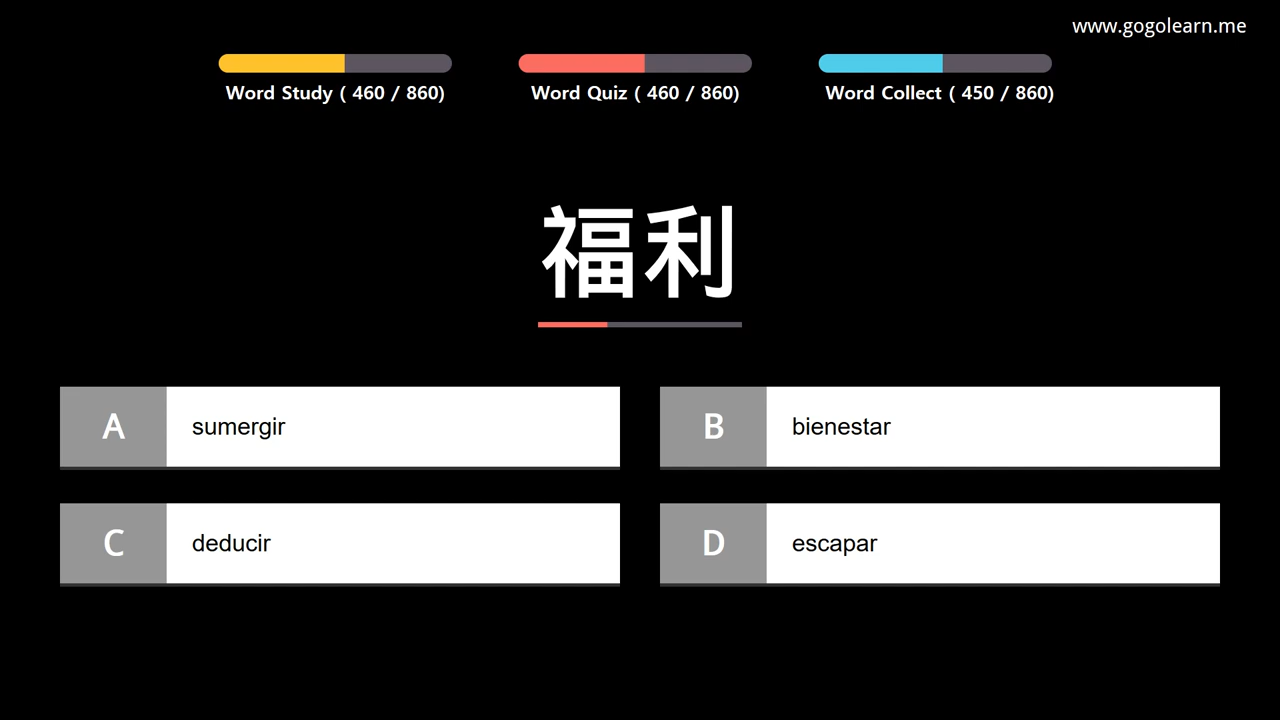 www.gogolearn.me
Word Study ( 460 / 860)
Word Quiz ( 460 / 860)
Word Collect ( 450 / 860)
福利
A sumergir
B bienestar
C deducir
D escapar